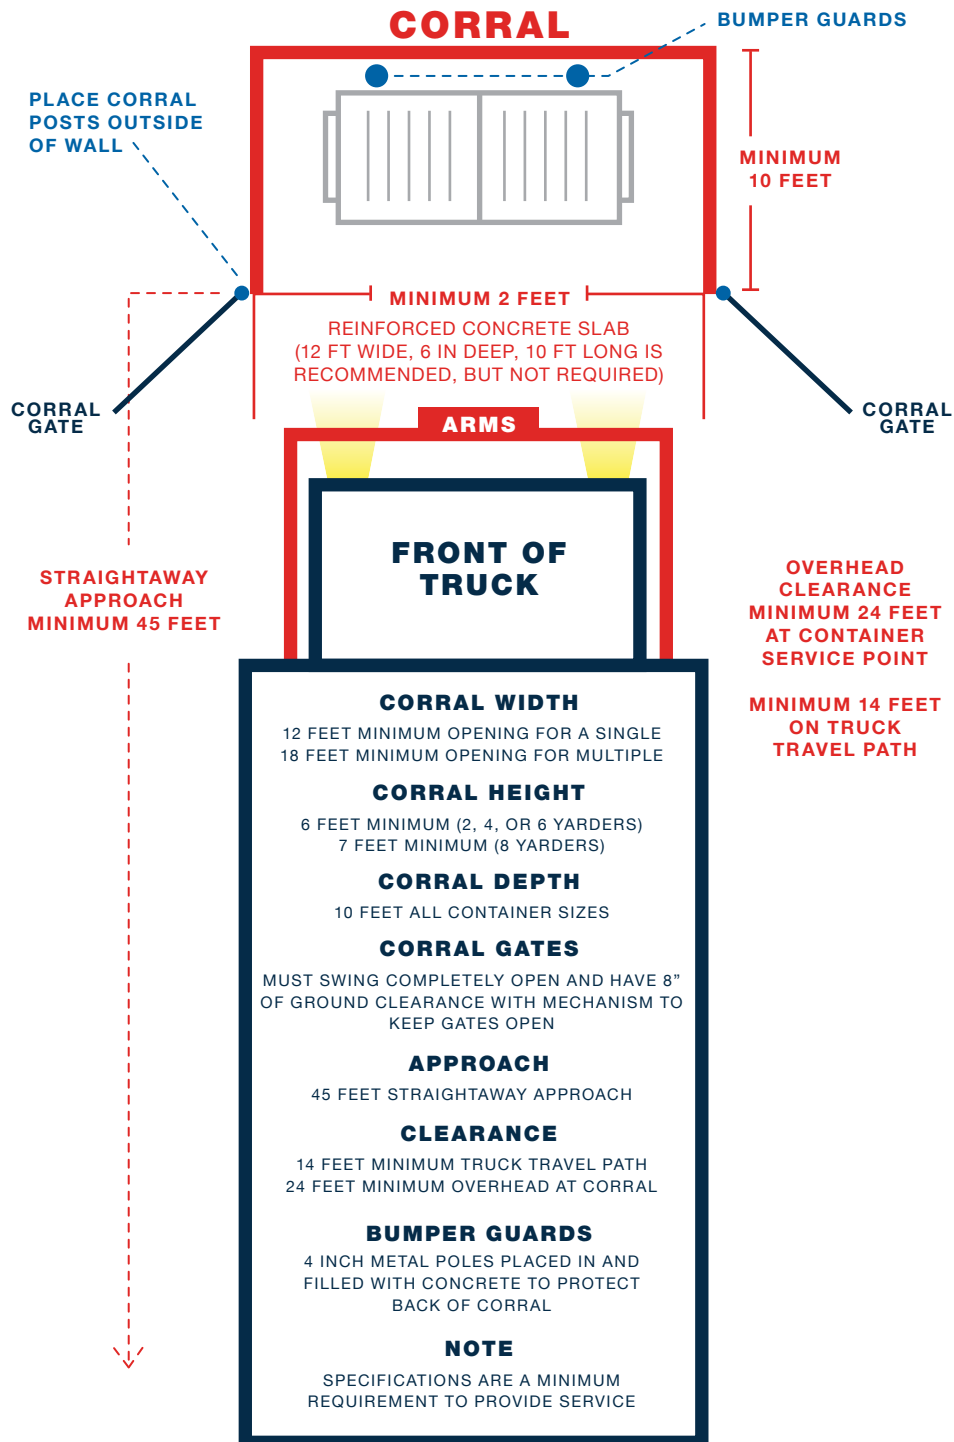 CORRAL
BUMPER GUARDS
PLACE CORRAL
POSTS OUTSIDE
OF WALL
MINIMUM
10 FEET
MINIMUM 2 FEET
REINFORCED CONCRETE SLAB
(12 FT WIDE, 6 IN DEEP, 10 FT LONG IS
RECOMMENDED, BUT NOT REQUIRED)
CORRAL
GATE
CORRAL
GATE
ARMS
FRONT OF
TRUCK
STRAIGHTAWAY
APPROACH
MINIMUM 45 FEET
OVERHEAD
CLEARANCE
MINIMUM 24 FEET
AT CONTAINER
SERVICE POINT
MINIMUM 14 FEET
ON TRUCK
TRAVEL PATH
CORRAL WIDTH
12 FEET MINIMUM OPENING FOR A SINGLE
18 FEET MINIMUM OPENING FOR MULTIPLE
CORRAL HEIGHT
6 FEET MINIMUM (2, 4, OR 6 YARDERS)
7 FEET MINIMUM (8 YARDERS)
CORRAL DEPTH
10 FEET ALL CONTAINER SIZES
CORRAL GATES
MUST SWING COMPLETELY OPEN AND HAVE 8”
OF GROUND CLEARANCE WITH MECHANISM TO
KEEP GATES OPEN
APPROACH
45 FEET STRAIGHTAWAY APPROACH
CLEARANCE
14 FEET MINIMUM TRUCK TRAVEL PATH
24 FEET MINIMUM OVERHEAD AT CORRAL
BUMPER GUARDS
4 INCH METAL POLES PLACED IN AND
FILLED WITH CONCRETE TO PROTECT
BACK OF CORRAL
NOTE
SPECIFICATIONS ARE A MINIMUM
REQUIREMENT TO PROVIDE SERVICE